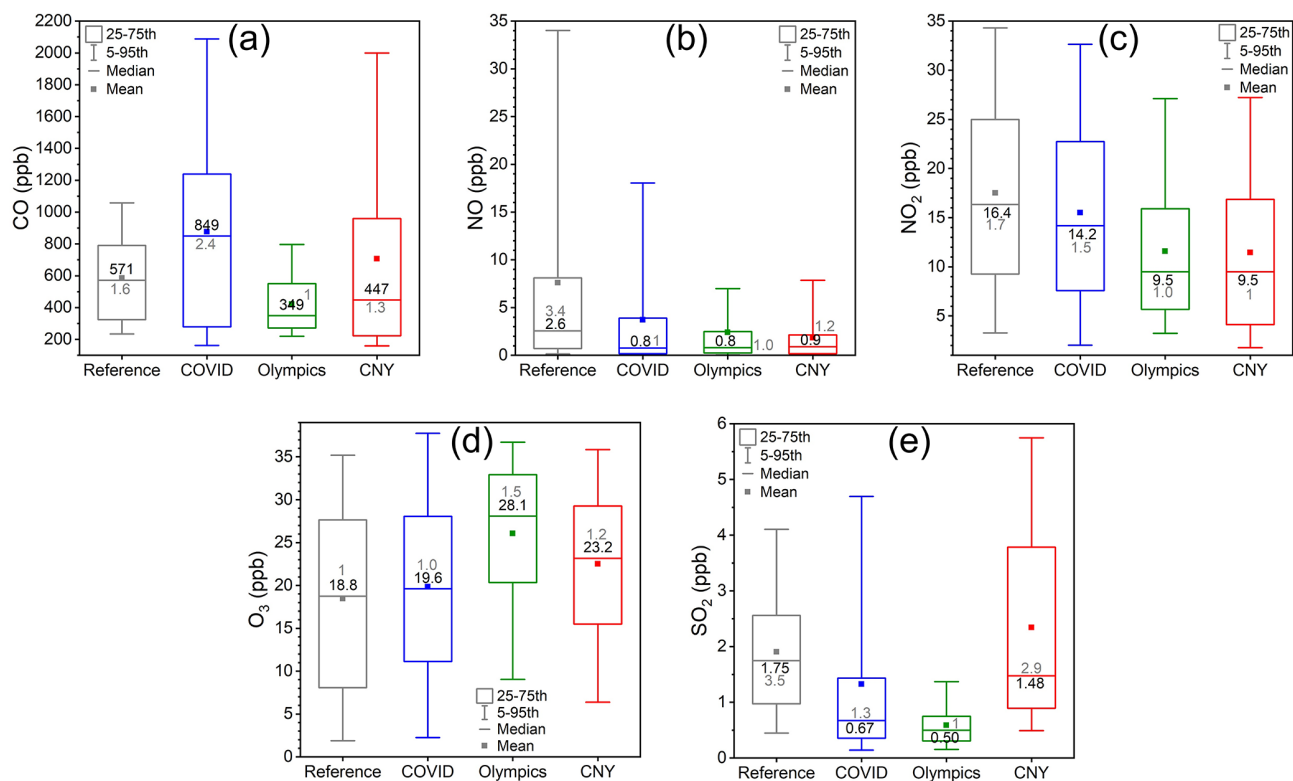 (a)
2200
2000
1800
1600
1400
1200
1000
800
600
400
200
CO (ppb)
25-75th
5-95th
Median
Mean
571
1.6
849
2.4
349
1
447
1.3
Reference COVID Olympics CNY
(b)
35
30
25
20
15
10
5
0
NO (ppb)
25-75th
5-95th
Median
Mean
3.4
2.6
0.8 1
0.8 1.0
1.2
0.9
Reference COVID Olympics CNY
(c)
35
30
25
20
15
10
5
NO2 (ppb)
25-75th
5-95th
Median
Mean
16.4
1.7
14.2
1.5
9.5
1.0
9.5
1
Reference COVID Olympics CNY
(d)
35
30
25
20
15
10
5
0
O3 (ppb)
1
18.8
1.0
19.6
1.5
28.1
1.2
23.2
25-75th
5-95th
Median
Mean
Reference COVID Olympics CNY
(e)
6
5
4
3
2
1
0
SO2 (ppb)
25-75th
5-95th
Median
Mean
1.75
3.5
1.3
0.67
1
0.50
2.9
1.48
Reference COVID Olympics CNY